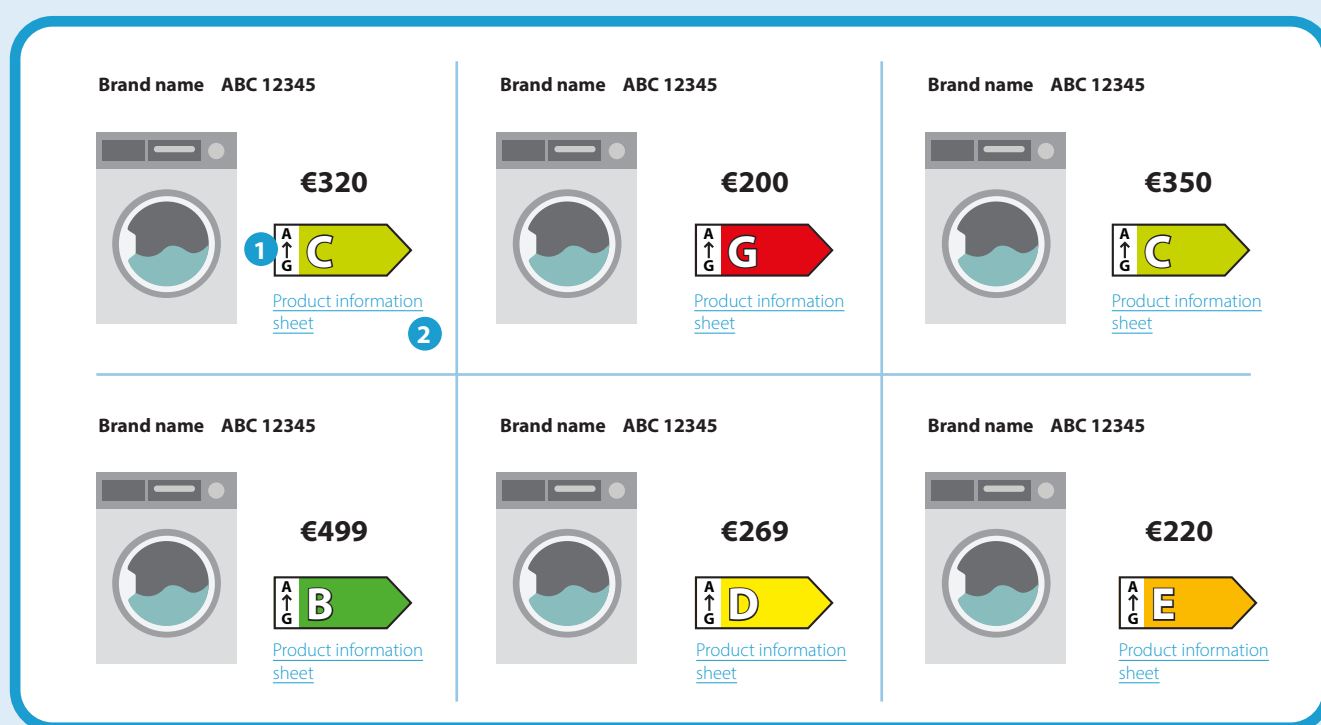 Brand name ABC 12345
€320
1
A
↑
G
C
Product information
sheet
2
Brand name ABC 12345
€200
A
↑
G
G
Product information
sheet
Brand name ABC 12345
€350
A
↑
G
C
Product information
sheet
Brand name ABC 12345
€499
A
↑
G
B
Product information
sheet
Brand name ABC 12345
€269
A
↑
G
D
Product information
sheet
Brand name ABC 12345
€220
A
↑
G
E
Product information
sheet